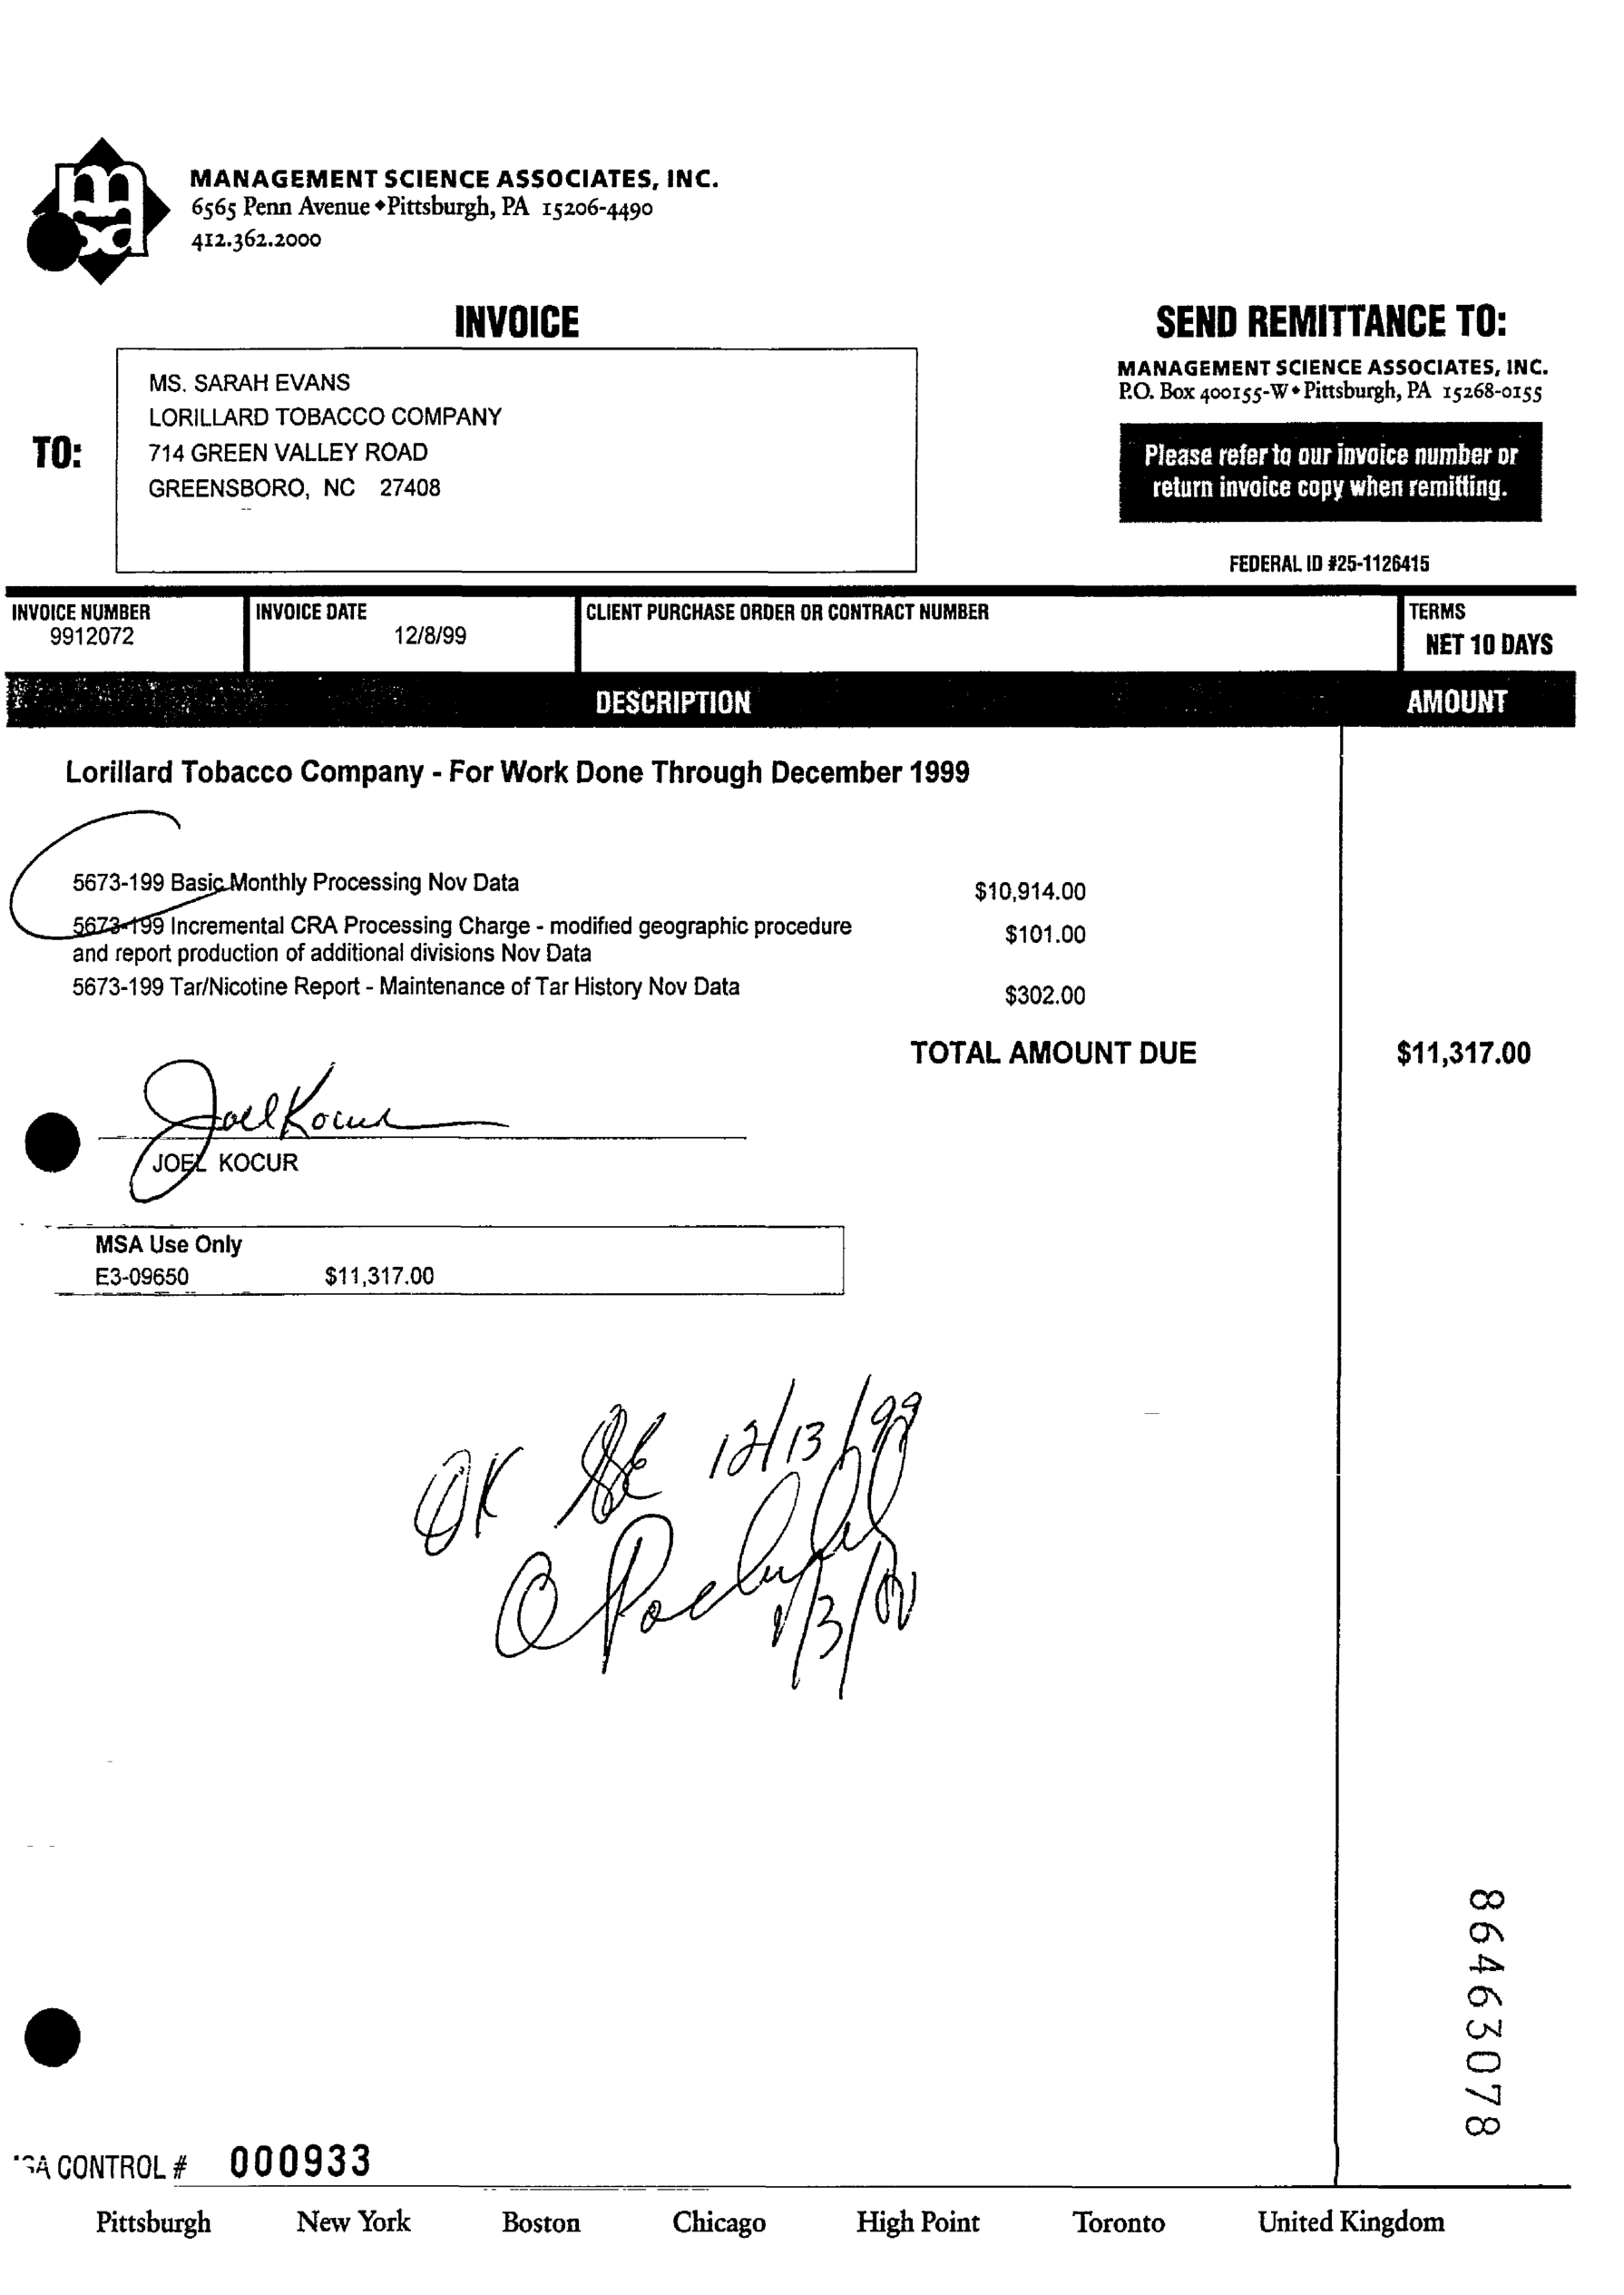 msa
MANAGEMENT SCIENCE ASSOCIATES, INC.
6565 Penn Avenue ◆ Pittsburgh, PA 15206-4490
412.362.2000
INVOICE
SEND REMITTANCE TO:
MANAGEMENT SCIENCE ASSOCIATES, INC.
P.O. Box 400155-W ◆ Pittsburgh, PA 15268-0155
TO:
MS. SARAH EVANS
LORILLARD TOBACCO COMPANY
714 GREEN VALLEY ROAD
GREENSBORO, NC 27408
Please refer to our invoice number or
return invoice copy when remitting.
FEDERAL ID #25-1126415
INVOICE NUMBER INVOICE DATE CLIENT PURCHASE ORDER OR CONTRACT NUMBER TERMS
9912072 12/8/99 NET 10 DAYS
DESCRIPTION AMOUNT
Lorillard Tobacco Company - For Work Done Through December 1999
5673-199 Basic Monthly Processing Nov Data $10,914.00
5673-199 Incremental CRA Processing Charge - modified geographic procedure $101.00
and report production of additional divisions Nov Data
5673-199 Tar/Nicotine Report - Maintenance of Tar History Nov Data $302.00
TOTAL AMOUNT DUE $11,317.00
Joel Kocur
JOEL KOCUR
MSA Use Only
E3-09650 $11,317.00
OK SE 12/13/99
1/3/00
86463078
SA CONTROL # 000933
Pittsburgh New York Boston Chicago High Point Toronto United Kingdom